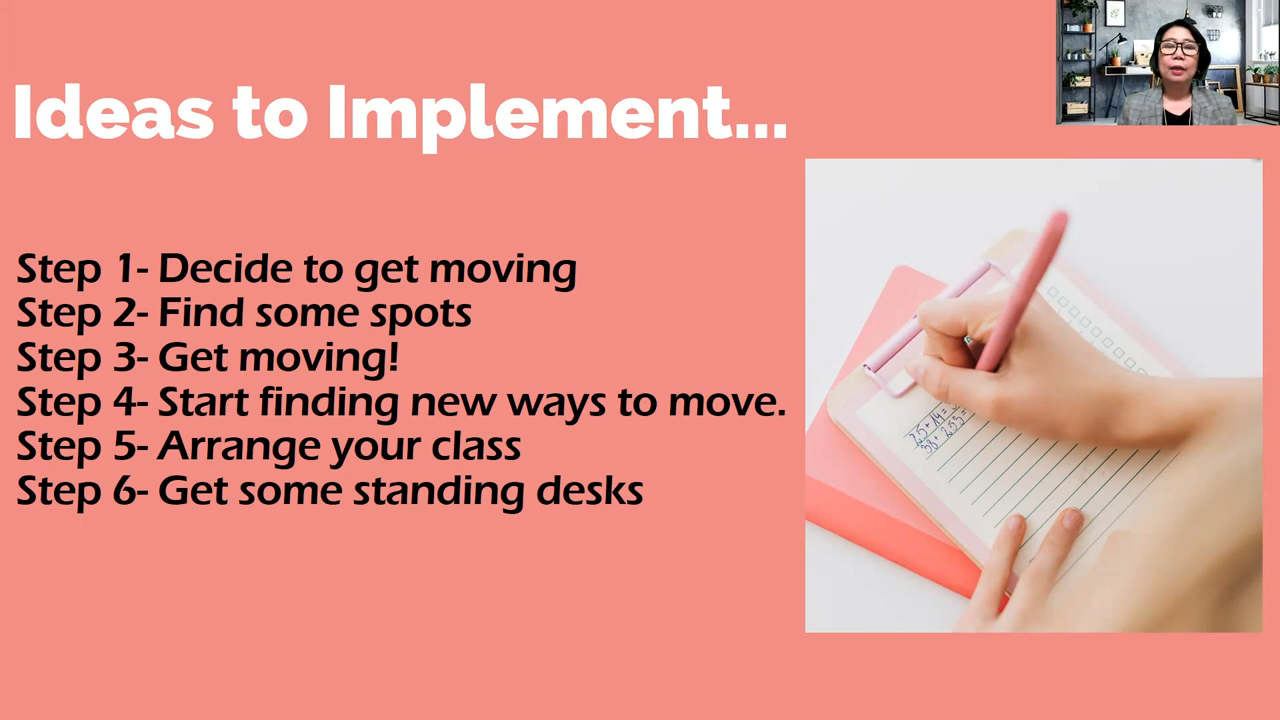 Ideas to Implement...
Step 1- Decide to get moving
Step 2- Find some spots
Step 3- Get moving!
Step 4- Start finding new ways to move.
Step 5- Arrange your class
Step 6- Get some standing desks